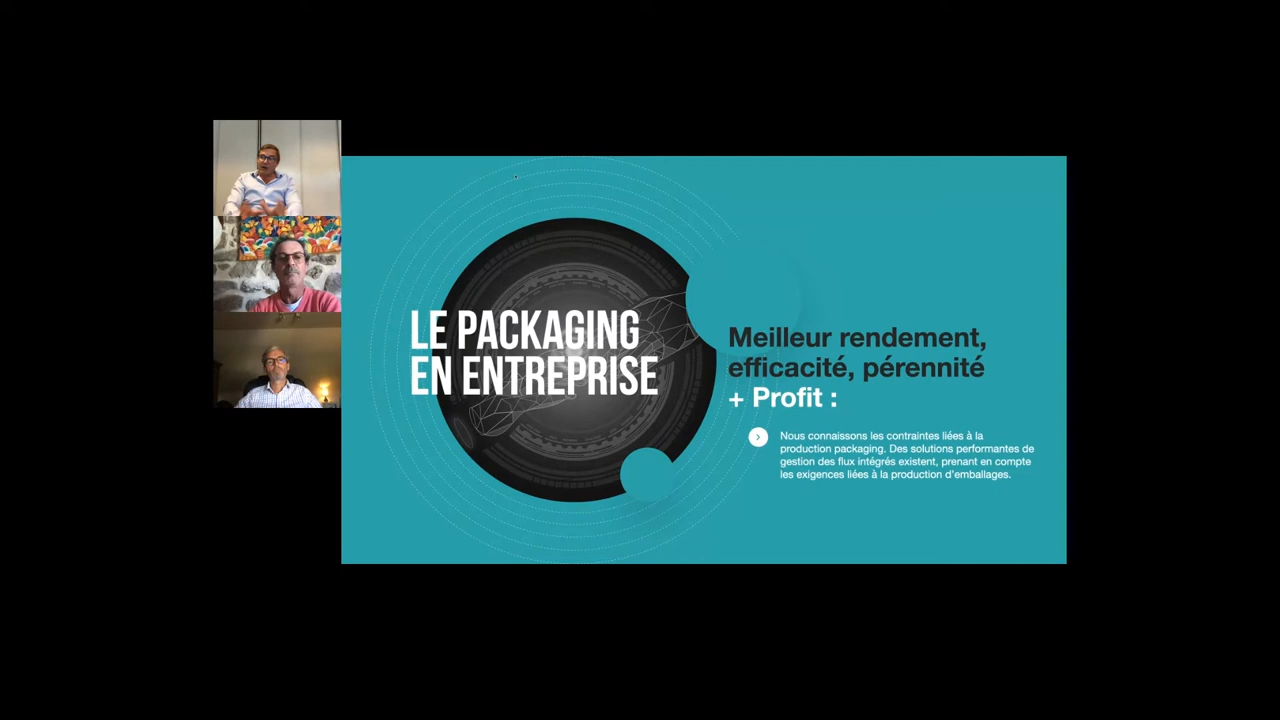 LE PACKAGING
EN ENTREPRISE
Meilleur rendement,
efficacité, pérennité
+ Profit :
Nous connaissons les contraintes liées à la
production packaging. Des solutions performantes de
gestion des flux intégrés existent, prenant en compte
les exigences liées à la production d'emballages.